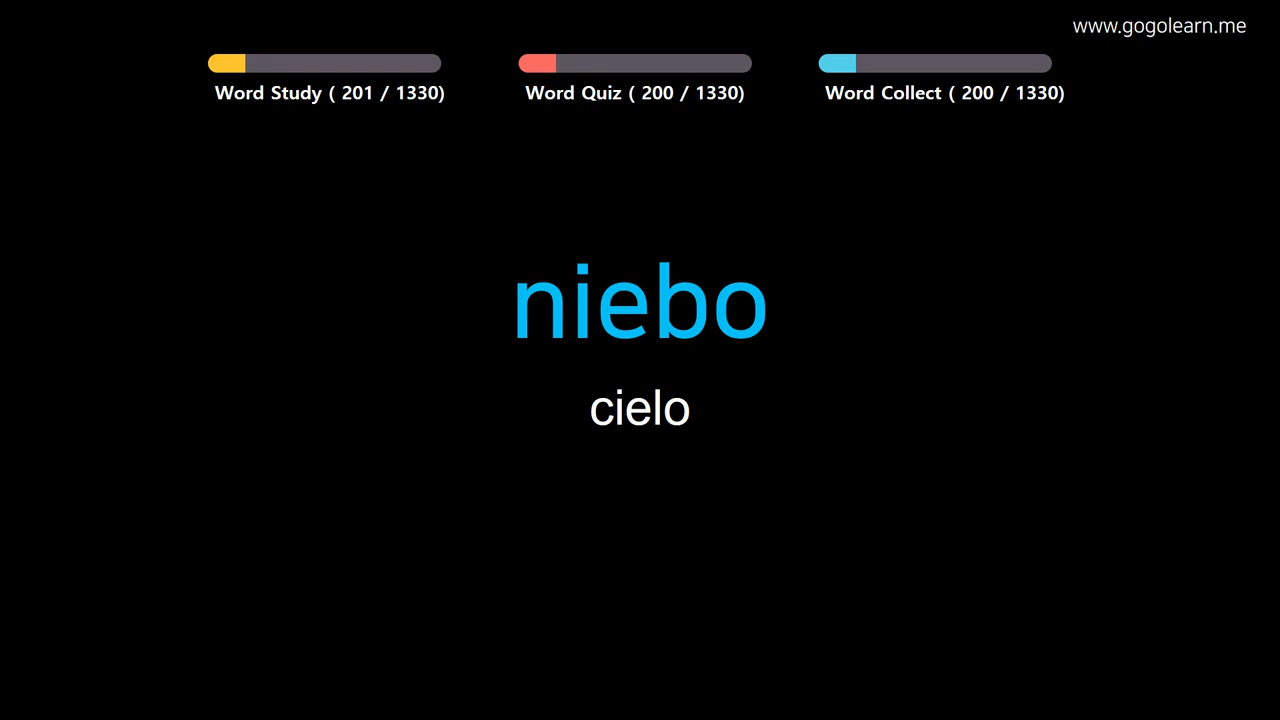 www.gogolearn.me
Word Study ( 201 / 1330)
Word Quiz ( 200 / 1330)
Word Collect ( 200 / 1330)
niebo
cielo